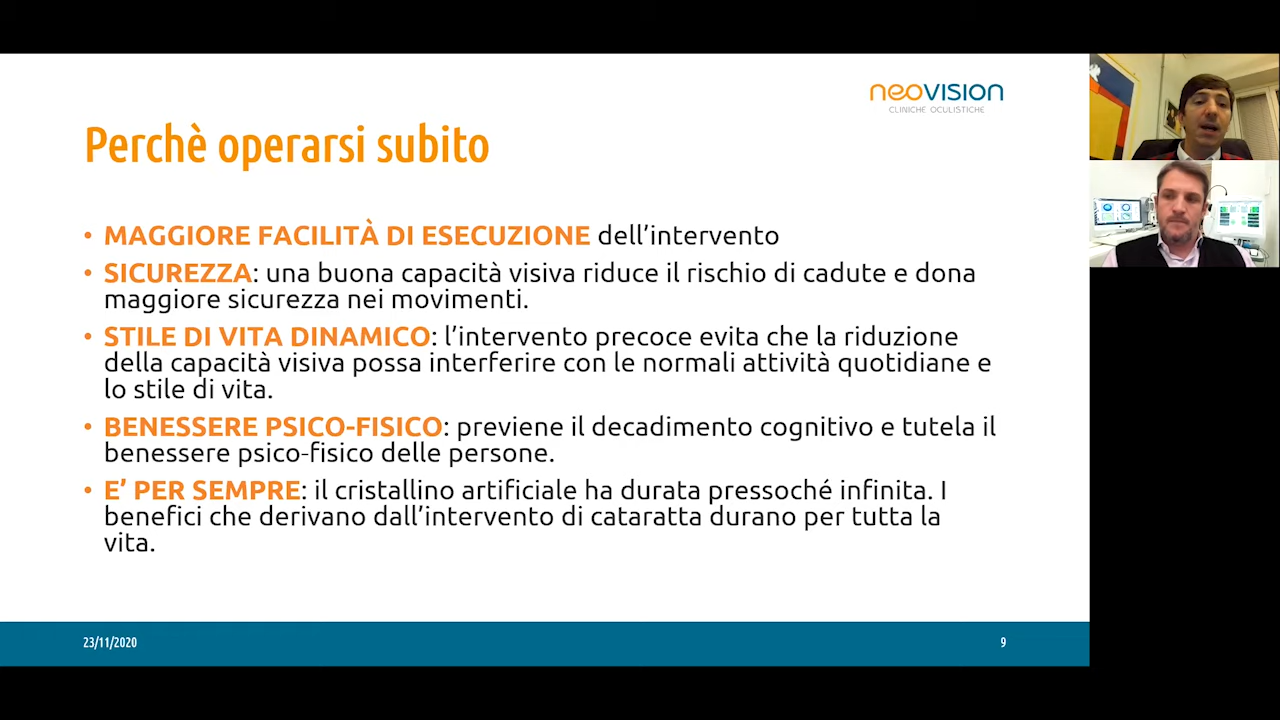 neovision
CLINICHE OCULISTICHE
Perchè operarsi subito
• MAGGIORE FACILITÀ DI ESECUZIONE dell’intervento
• SICUREZZA: una buona capacità visiva riduce il rischio di cadute e dona
maggiore sicurezza nei movimenti.
• STILE DI VITA DINAMICO: l’intervento precoce evita che la riduzione
della capacità visiva possa interferire con le normali attività quotidiane e
lo stile di vita.
• BENESSERE PSICO-FISICO: previene il decadimento cognitivo e tutela il
benessere psico-fisico delle persone.
• E’ PER SEMPRE: il cristallino artificiale ha durata pressoché infinita. I
benefici che derivano dall’intervento di cataratta durano per tutta la
vita.
23/11/2020
9